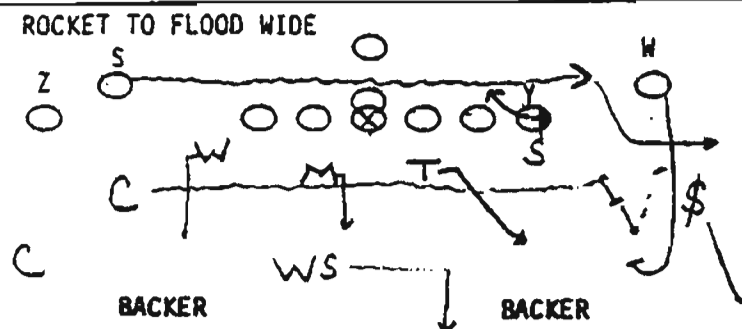 ROCKET TO FLOOD WIDE
S W
Z Y
X
W S
C M T $
C WS
BACKER BACKER